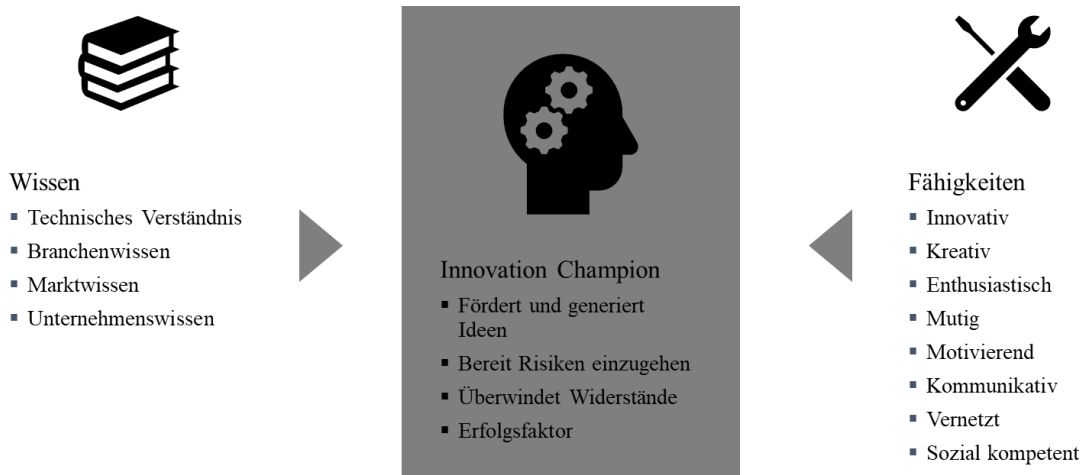 Wissen
Technisches Verständnis
Branchenwissen
Marktwissen
Unternehmenswissen
Innovation Champion
Fördert und generiert
Ideen
Bereit Risiken einzugehen
Überwindet Widerstände
Erfolgsfaktor
Fähigkeiten
Innovativ
Kreativ
Enthusiastisch
Mutig
Motivierend
Kommunikativ
Vernetzt
Sozial kompetent